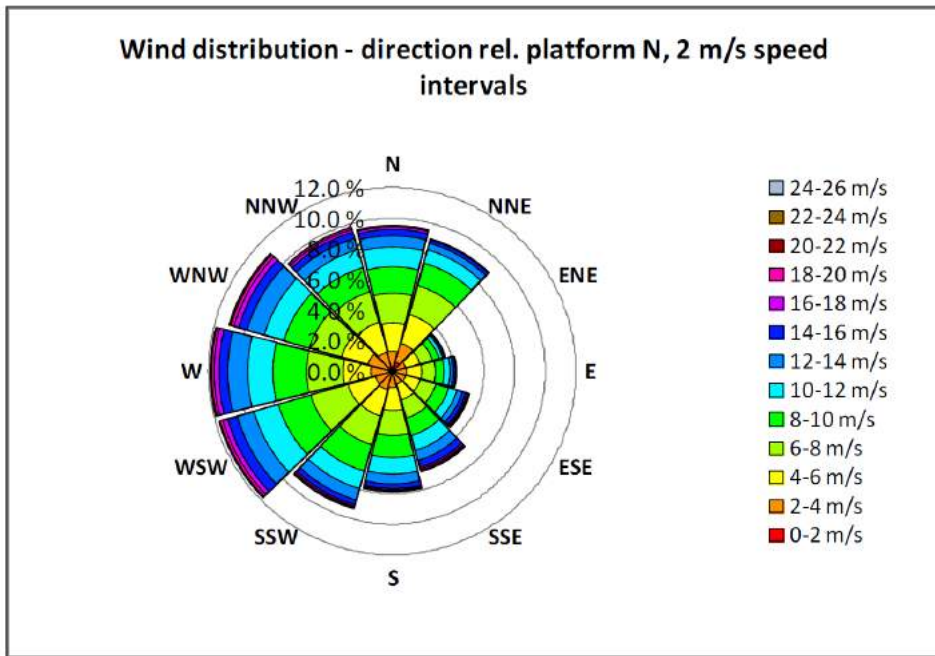 Wind distribution - direction rel. platform N, 2 m/s speed
intervals
N
NNE
ENE
E
ESE
SSE
S
SSW
WSW
W
WNW
NNW
12.0 %
10.0 %
8.0 %
6.0 %
4.0 %
2.0 %
0.0 %
24-26 m/s
22-24 m/s
20-22 m/s
18-20 m/s
16-18 m/s
14-16 m/s
12-14 m/s
10-12 m/s
8-10 m/s
6-8 m/s
4-6 m/s
2-4 m/s
0-2 m/s